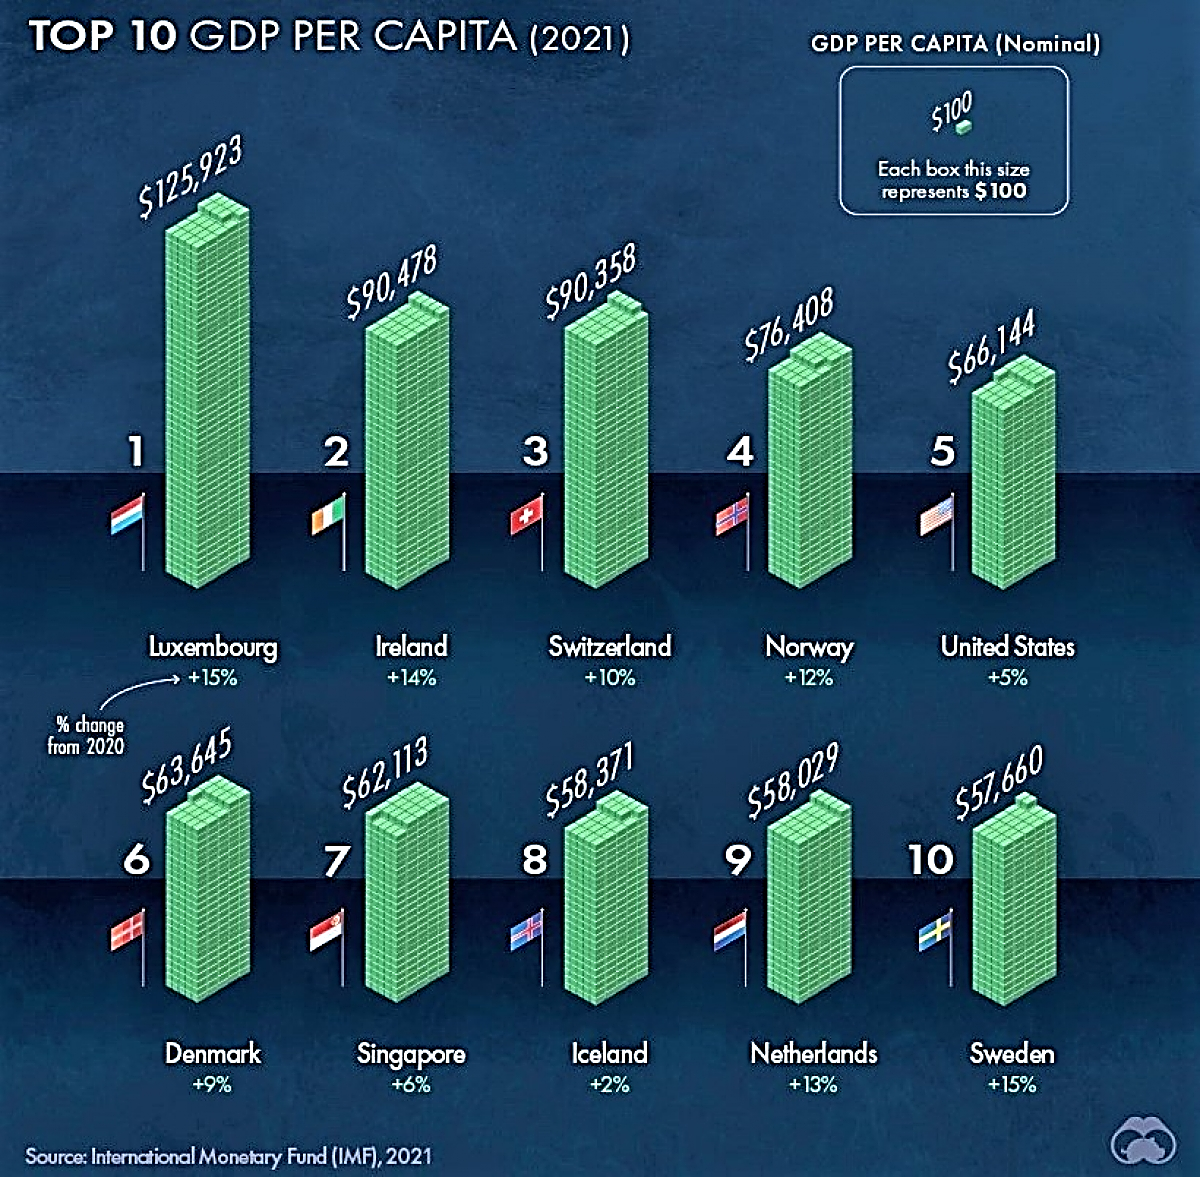 TOP 10 GDP PER CAPITA (2021)
GDP PER CAPITA (Nominal)
$100
Each box this size
represents $100
$125,923
$90,478
$90,358
$76,408
$66,144
1
2
3
4
5
Luxembourg
Ireland
Switzerland
Norway
United States
+15%
+14%
+10%
+12%
+5%
% change
from 2020
$63,645
$62,113
$58,371
$58,029
$57,660
6
7
8
9
10
Denmark
Singapore
Iceland
Netherlands
Sweden
+9%
+6%
+2%
+13%
+15%
Source: International Monetary Fund (IMF), 2021